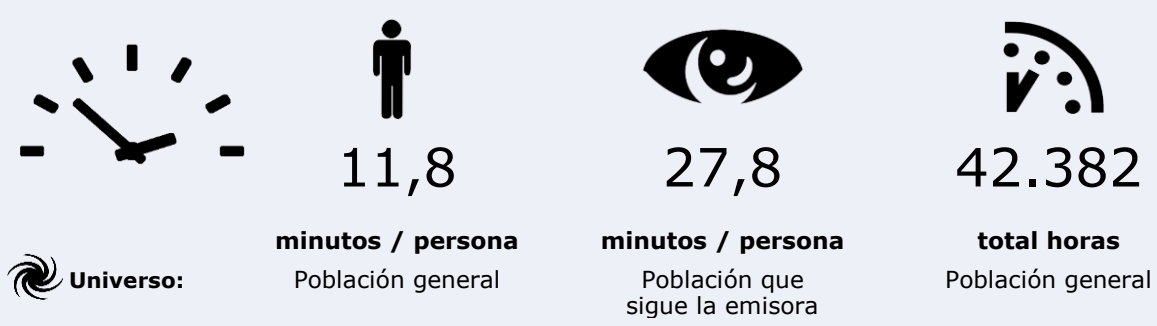 11,8
27,8
42.382
minutos / persona
minutos / persona
total horas
Universo:
Población general
Población que
sigue la emisora
Población general